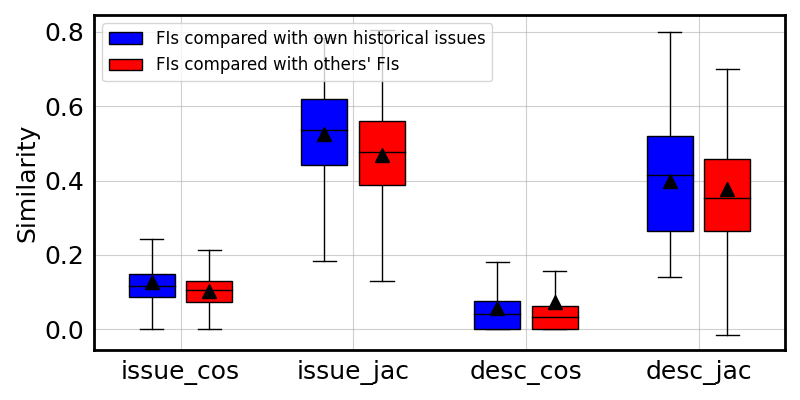 FIs compared with own historical issues
FIs compared with others' FIs
Similarity
0.8
0.6
0.4
0.2
0.0
issue_cos issue_jac desc_cos desc_jac